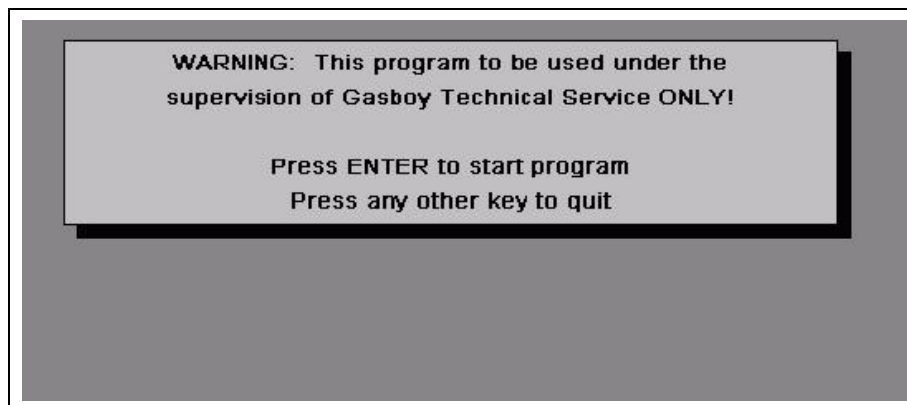 WARNING:  This program to be used under the
supervision of Gasboy Technical Service ONLY!
Press ENTER to start program
Press any other key to quit